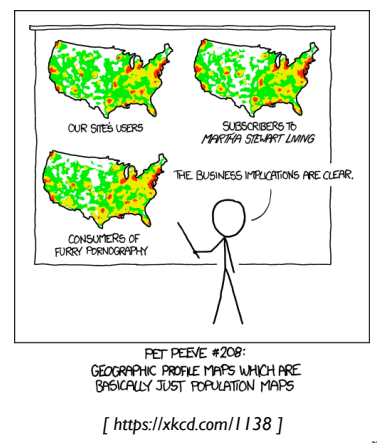 OUR SITE'S USERS
SUBSCRIBERS TO
MARTHA STEWART LIVING
CONSUMERS OF
FURRY PORNOGRAPHY
THE BUSINESS IMPLICATIONS ARE CLEAR.
PET PEEVE #208:
GEOGRAPHIC PROFILE MAPS WHICH ARE
BASICALLY JUST POPULATION MAPS
[ https://xkcd.com/1138 ]